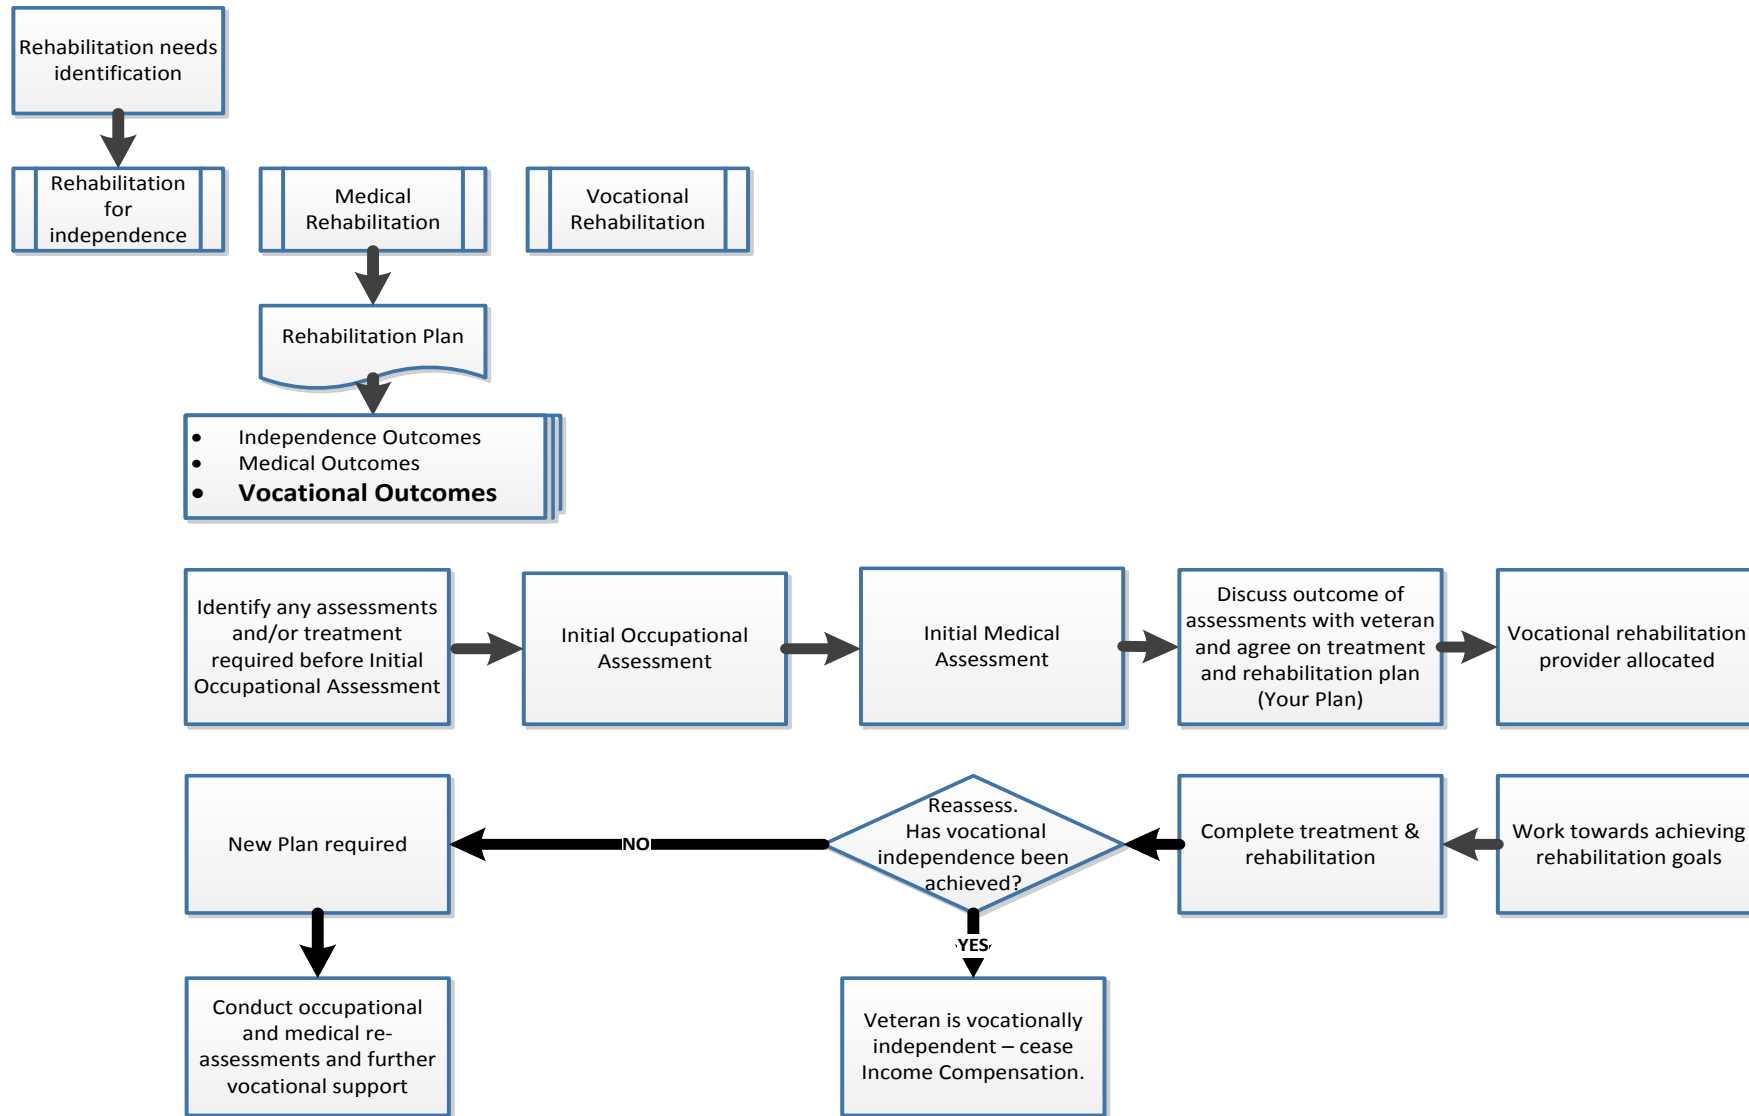 Rehabilitation needs
identification
Rehabilitation
for
independence
Medical
Rehabilitation
Vocational
Rehabilitation
Rehabilitation Plan
• Independence Outcomes
• Medical Outcomes
• Vocational Outcomes
Identify any assessments
and/or treatment
required before Initial
Occupational Assessment
Initial Occupational
Assessment
Initial Medical
Assessment
Discuss outcome of
assessments with veteran
and agree on treatment
and rehabilitation plan
(Your Plan)
Vocational rehabilitation
provider allocated
New Plan required
NO
Reassess.
Has vocational
independence been
achieved?
Complete treatment &
rehabilitation
Work towards achieving
rehabilitation goals
YES
Conduct occupational
and medical re-
assessments and further
vocational support
Veteran is vocationally
independent – cease
Income Compensation.